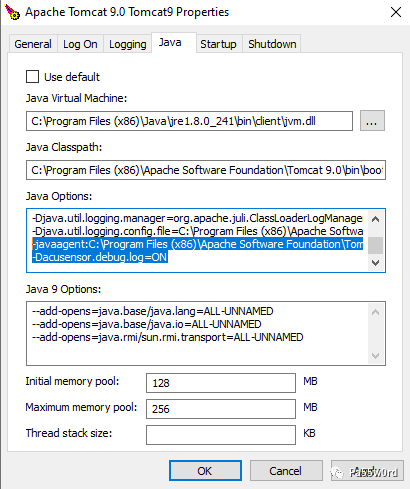 Apache Tomcat 9.0 Tomcat9 Properties
General Log On Logging Java Startup Shutdown
Use default
Java Virtual Machine:
C:\Program Files (x86)\Java\jre1.8.0_241\bin\client\jvm.dll
...
Java Classpath:
C:\Program Files (x86)\Apache Software Foundation\Tomcat 9.0\bin\boot
Java Options:
-Djava.util.logging.manager=org.apache.juli.ClassLoaderLogManage
-Djava.util.logging.config.file=C:\Program Files (x86)\Apache Softwa
-javaagent:C:\Program Files (x86)\Apache Software Foundation\Tom
-Dacusensor.debug.log=ON
Java 9 Options:
--add-opens=java.base/java.lang=ALL-UNNAMED
--add-opens=java.base/java.io=ALL-UNNAMED
--add-opens=java.rmi/sun.rmi.transport=ALL-UNNAMED
Initial memory pool: 128 MB
Maximum memory pool: 256 MB
Thread stack size: KB
OK Cancel
Passw0rd